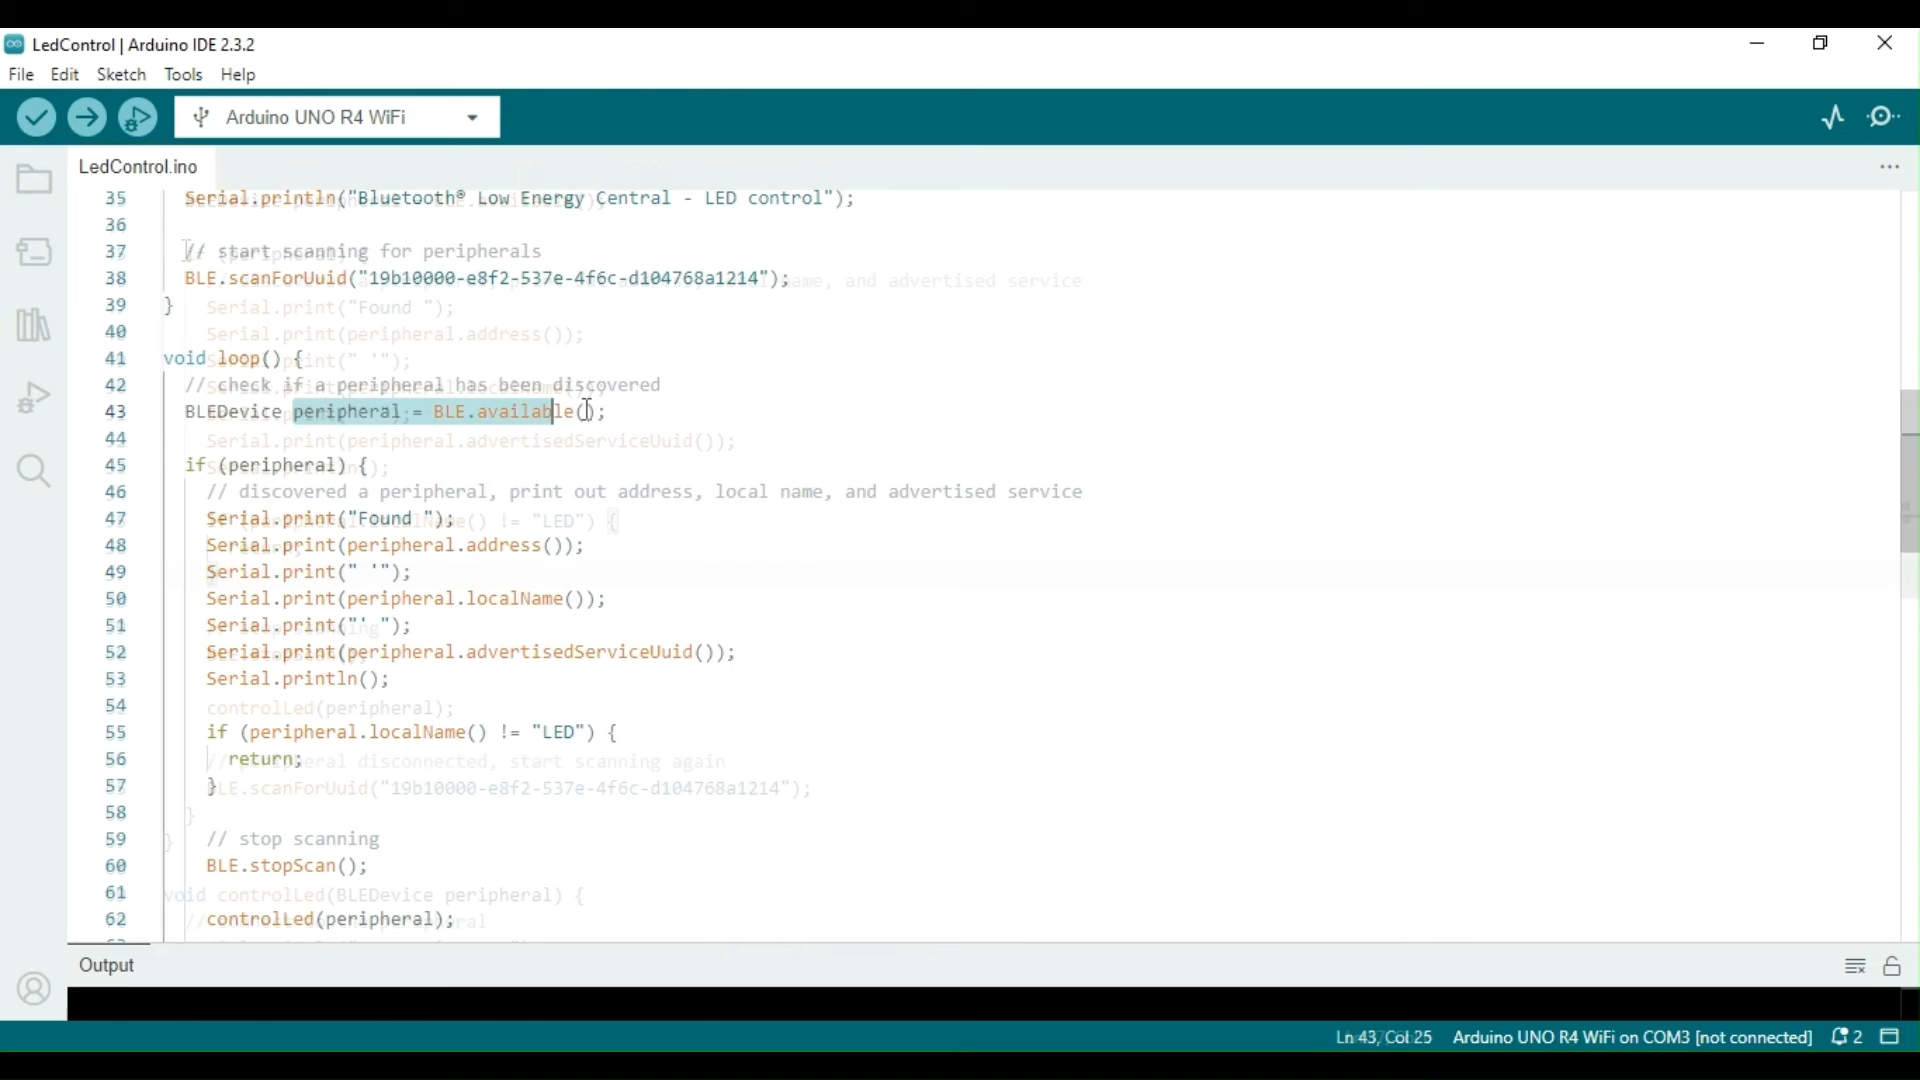 LedControl | Arduino IDE 2.3.2
File Edit Sketch Tools Help
Arduino UNO R4 WiFi
LedControl.ino
35 Serial.println("Bluetooth® Low Energy Central - LED control");
36
37 // start scanning for peripherals
38 BLE.scanForUuid("19b10000-e8f2-537e-4f6c-d104768a1214");
39 }
40
41 void loop() {
42 // check if a peripheral has been discovered
43 BLEDevice peripheral = BLE.available();
44
45 if (peripheral) {
46 // discovered a peripheral, print out address, local name, and advertised service
47 Serial.print("Found ");
48 Serial.print(peripheral.address());
49 Serial.print(" '");
50 Serial.print(peripheral.localName());
51 Serial.print("' ");
52 Serial.print(peripheral.advertisedServiceUuid());
53 Serial.println();
54
55 if (peripheral.localName() != "LED") {
56 return;
57 }
58
59 // stop scanning
60 BLE.stopScan();
61
62 controlLed(peripheral);
Output
Ln 43, Col 25 Arduino UNO R4 WiFi on COM3 [not connected] 2